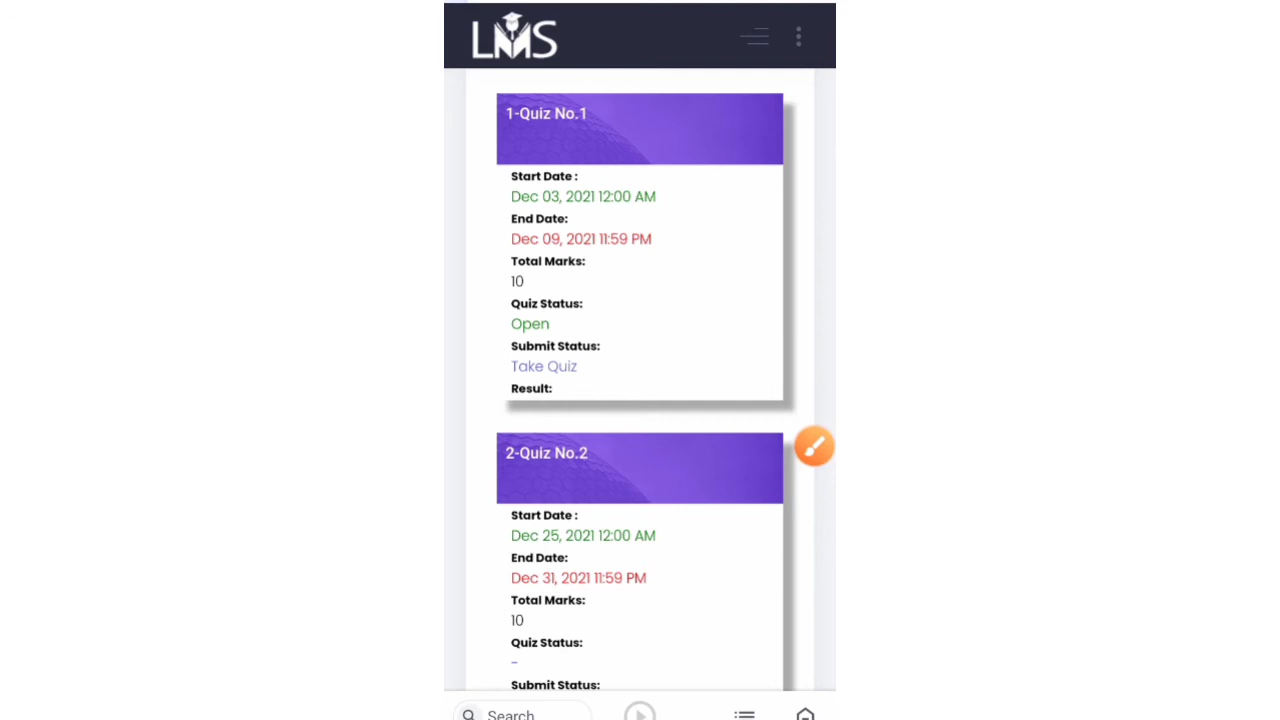 LMS
1-Quiz No.1
Start Date :
Dec 03, 2021 12:00 AM
End Date:
Dec 09, 2021 11:59 PM
Total Marks:
10
Quiz Status:
Open
Submit Status:
Take Quiz
Result:
2-Quiz No.2
Start Date :
Dec 25, 2021 12:00 AM
End Date:
Dec 31, 2021 11:59 PM
Total Marks:
10
Quiz Status:
-
Submit Status:
Search